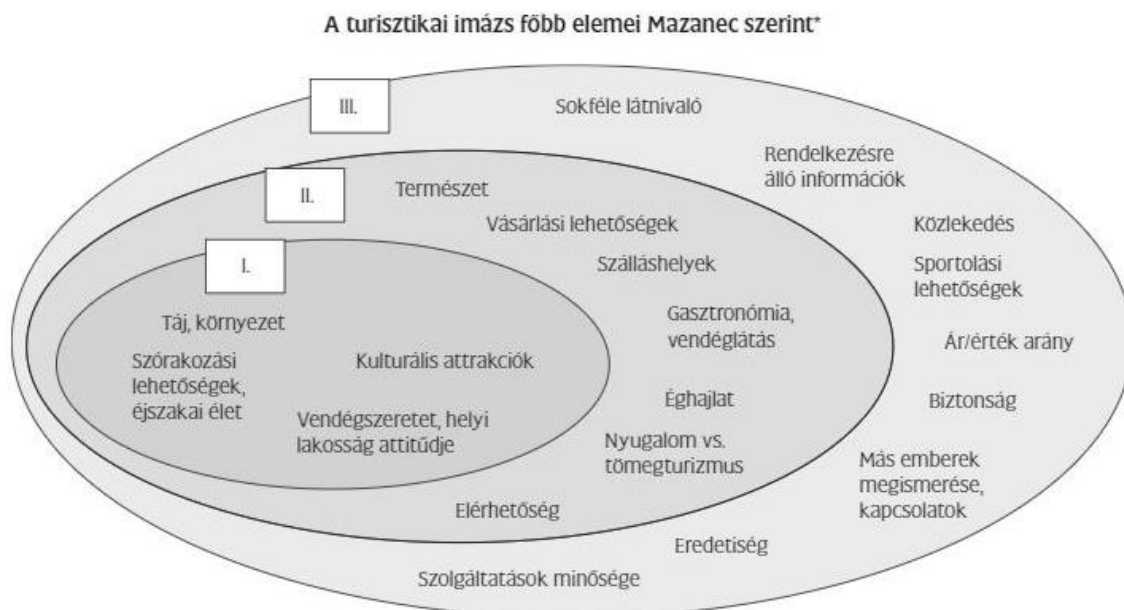 A turisztikai imázs főbb elemei Mazanec szerint*
III.
Sokféle látnivaló
Rendelkezésre
álló információk
II.
Természet
Vásárlási lehetőségek
Közlekedés
I.
Szálláshelyek
Sportolási
lehetőségek
Táj, környezet
Gasztronómia,
vendéglátás
Ár/érték arány
Szórakozási
lehetőségek,
éjszakai élet
Kulturális attrakciók
Éghajlat
Biztonság
Vendégszeretet, helyi
lakosság attitűdje
Nyugalom vs.
tömegturizmus
Más emberek
megismerése,
kapcsolatok
Elérhetőség
Eredetiség
Szolgáltatások minősége